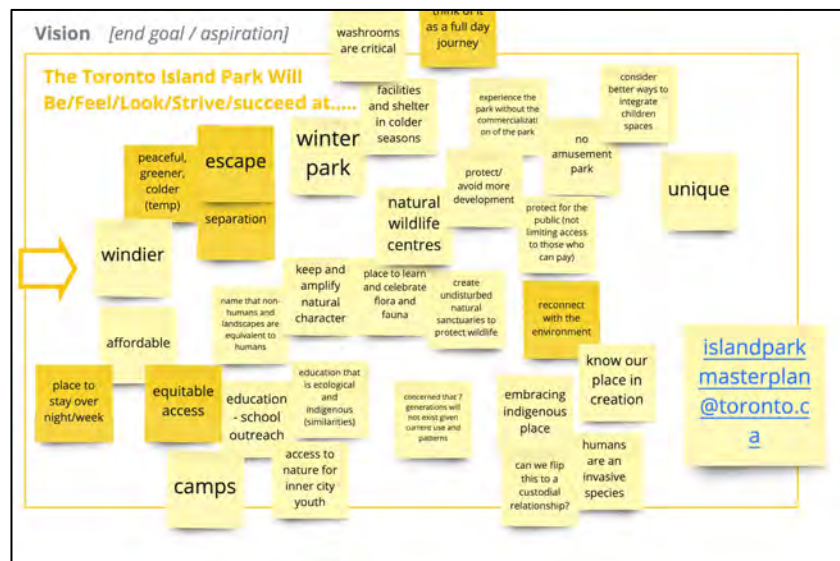 Vision [end goal / aspiration]
The Toronto Island Park Will
Be/Feel/Look/Strive/succeed at.....
washrooms
are critical
think of it
as a full day
journey
facilities
and shelter
in colder
seasons
experience the
park without the
commercializati
on of the park
consider
better ways to
integrate
children
spaces
peaceful,
greener,
colder
(temp)
escape
winter
park
no
amusement
park
separation
natural
wildlife
centres
protect/
avoid more
development
unique
protect for the
public (not
limiting access
to those who
can pay)
windier
keep and
amplify
natural
character
place to learn
and celebrate
flora and
fauna
create
undisturbed
natural
sanctuaries to
protect wildlife
reconnect
with the
environment
name that non-
humans and
landscapes are
equivalent to
humans
affordable
know our
place in
creation
islandpark
masterplan
@toronto.c
a
place to
stay over
night/week
equitable
access
education
- school
outreach
education that
is ecological
and
indigenous
(similarities)
concerned that 7
generations will
not exist given
current use and
patterns
embracing
indigenous
place
camps
access to
nature for
inner city
youth
can we flip
this to a
custodial
relationship?
humans
are an
invasive
species